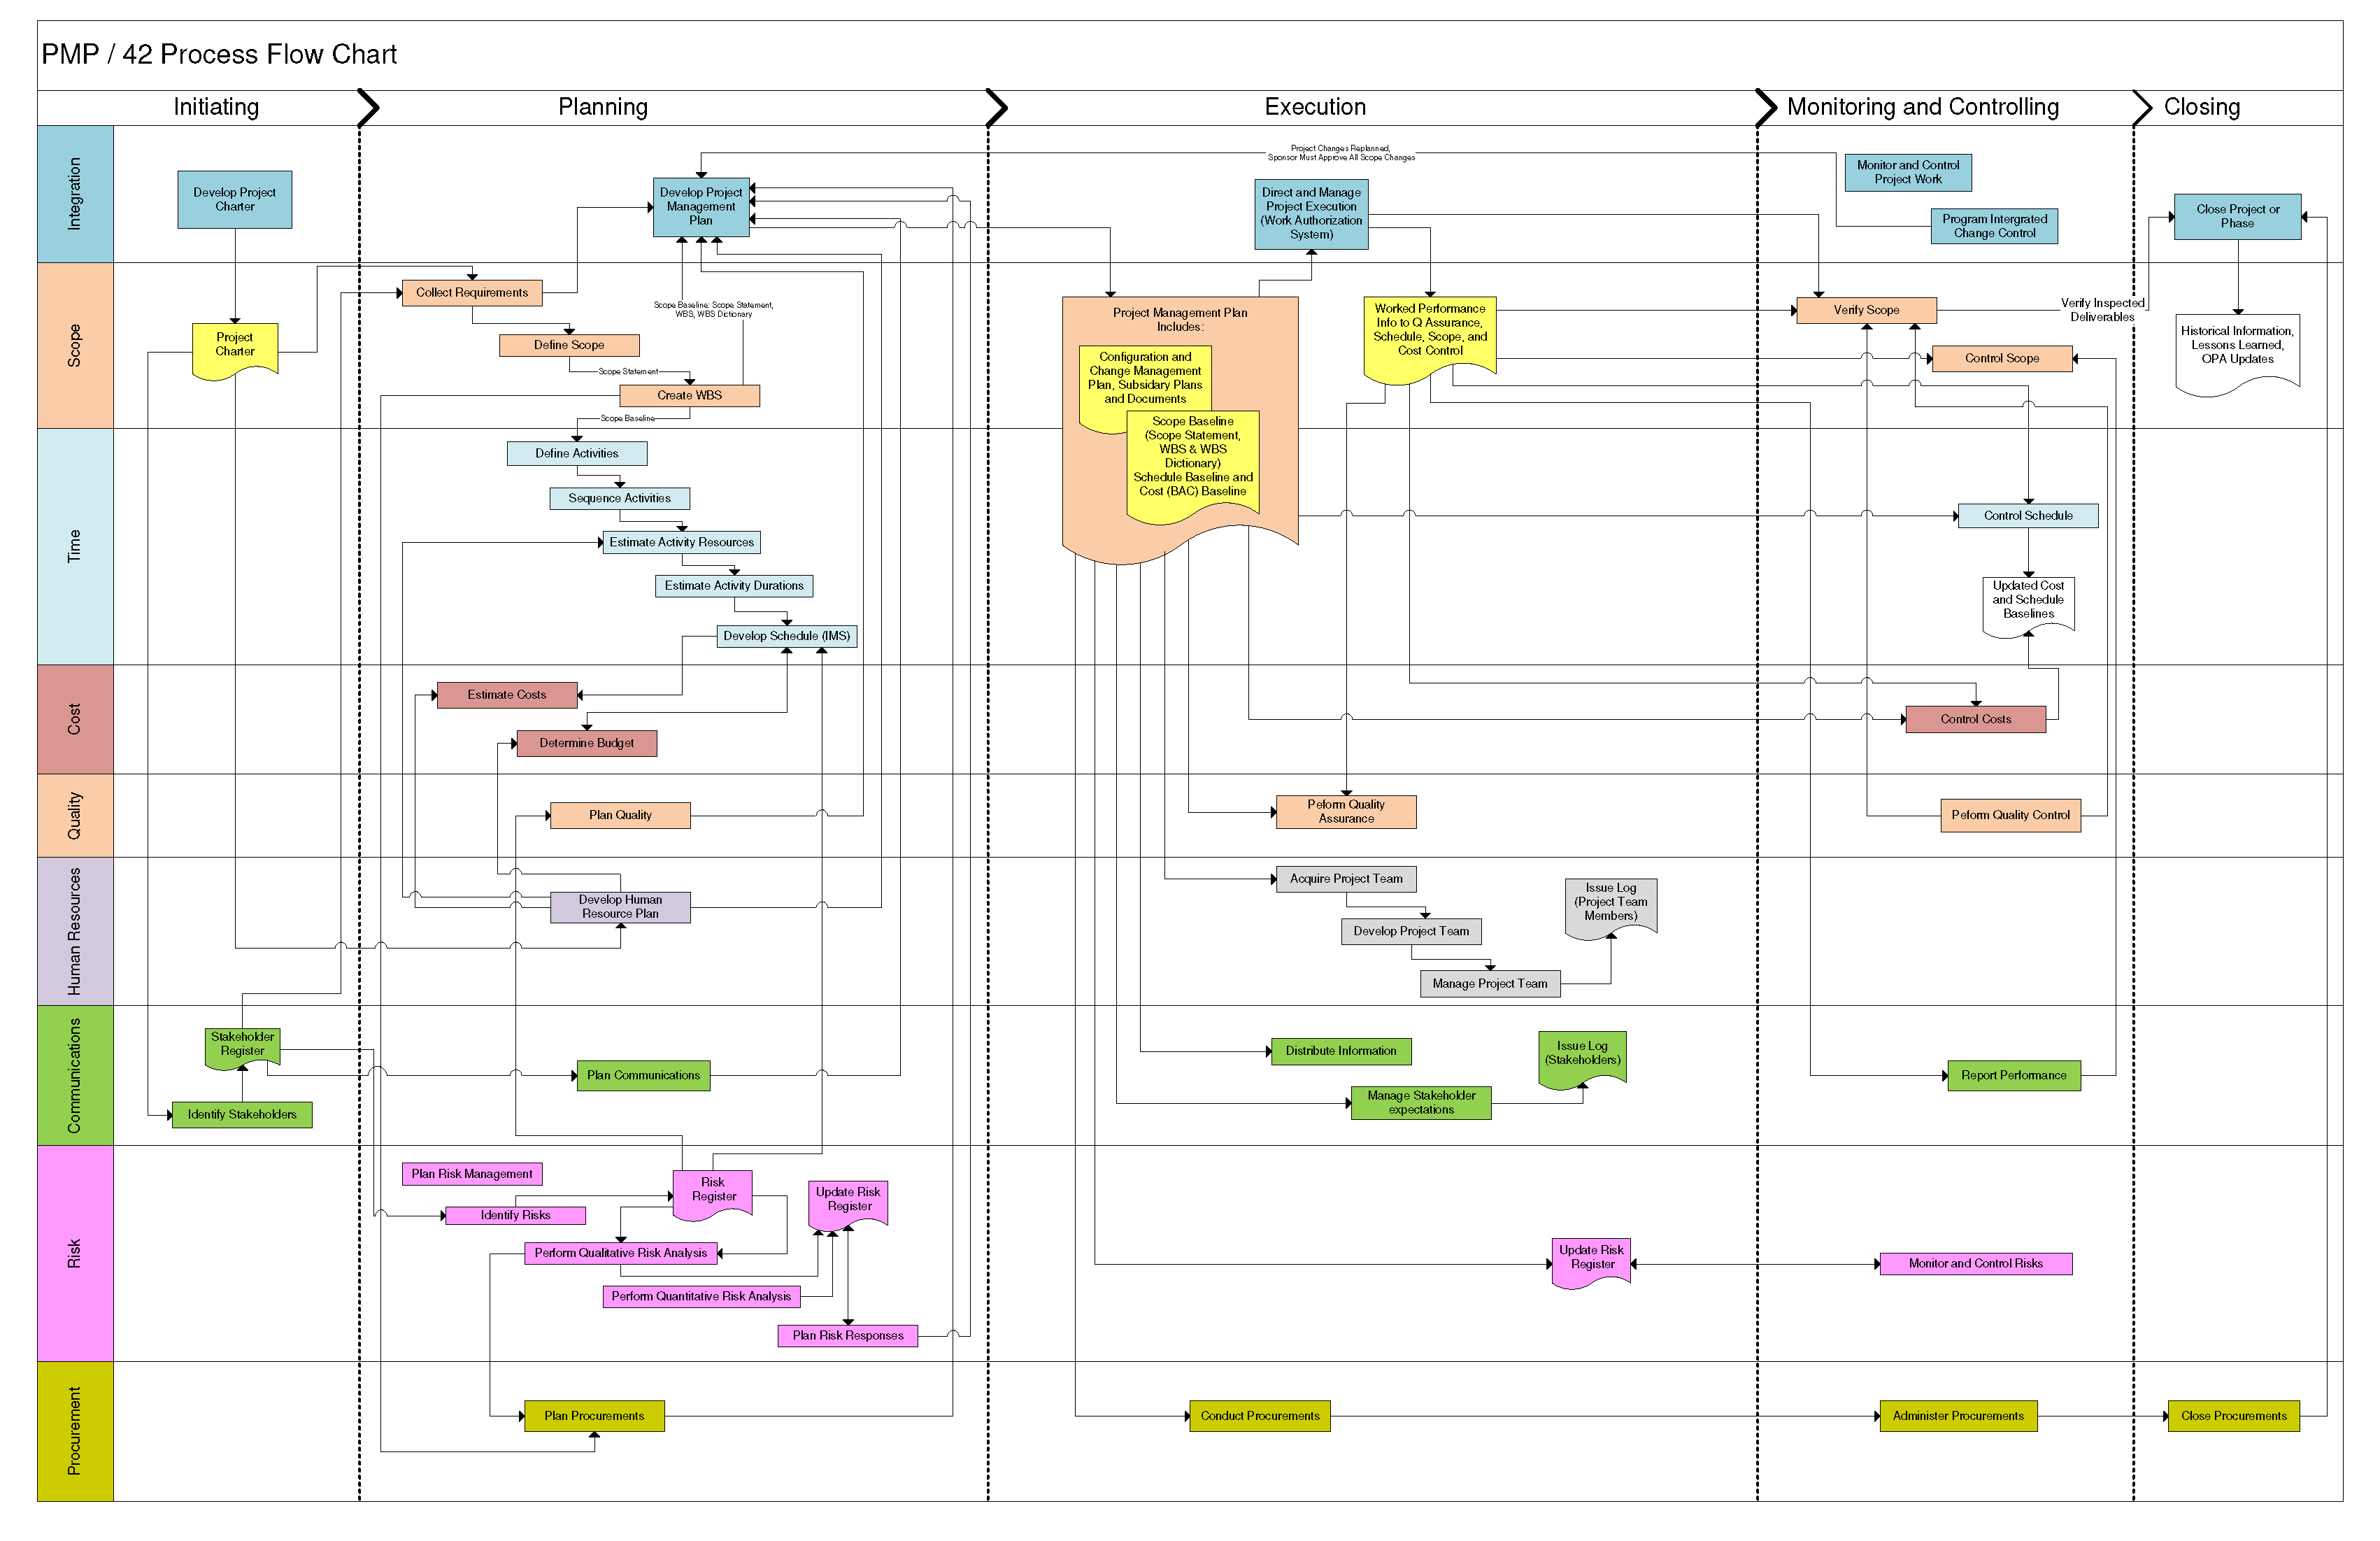 PMP / 42 Process Flow Chart
Initiating
Planning
Execution
Monitoring and Controlling
Closing
Integration
Develop Project
Charter
Develop Project
Management
Plan
Project Changes Replanned,
Sponsor Must Approve All Scope Changes
Direct and Manage
Project Execution
(Work Authorization
System)
Monitor and Control
Project Work
Program Intergrated
Change Control
Close Project or
Phase
Scope
Project
Charter
Collect Requirements
Define Scope
Scope Statement
Create WBS
Scope Baseline
Scope Baseline: Scope Statement,
WBS, WBS Dictionary
Project Management Plan
Includes:
Configuration and
Change Management
Plan, Subsidary Plans
and Documents
Scope Baseline
(Scope Statement,
WBS & WBS
Dictionary)
Schedule Baseline and
Cost (BAC) Baseline
Worked Performance
Info to Q Assurance,
Schedule, Scope, and
Cost Control
Verify Scope
Verify Inspected
Deliverables
Control Scope
Historical Information,
Lessons Learned,
OPA Updates
Time
Define Activities
Sequence Activities
Estimate Activity Resources
Estimate Activity Durations
Develop Schedule (IMS)
Control Schedule
Updated Cost
and Schedule
Baselines
Cost
Estimate Costs
Determine Budget
Control Costs
Quality
Plan Quality
Peform Quality
Assurance
Peform Quality Control
Human Resources
Develop Human
Resource Plan
Acquire Project Team
Develop Project Team
Manage Project Team
Issue Log
(Project Team
Members)
Communications
Stakeholder
Register
Identify Stakeholders
Plan Communications
Distribute Information
Manage Stakeholder
expectations
Issue Log
(Stakeholders)
Report Performance
Risk
Plan Risk Management
Identify Risks
Risk
Register
Update Risk
Register
Perform Qualitative Risk Analysis
Perform Quantitative Risk Analysis
Plan Risk Responses
Update Risk
Register
Monitor and Control Risks
Procurement
Plan Procurements
Conduct Procurements
Administer Procurements
Close Procurements